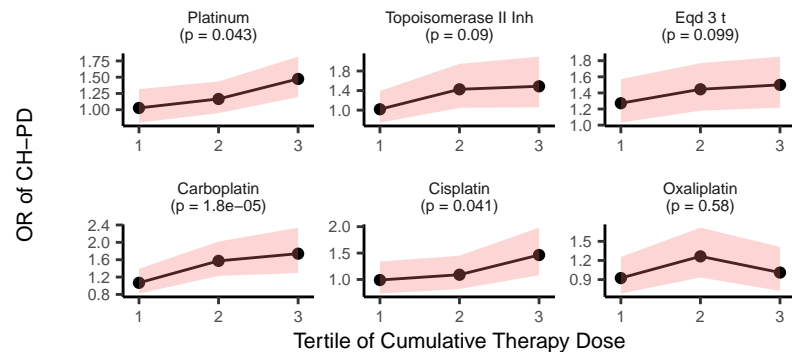 Platinum
(p = 0.043)
Topoisomerase II Inh
(p = 0.09)
Eqd 3 t
(p = 0.099)
1.75
1.50
1.25
1.00
1 2 3
1.8
1.4
1.0
1 2 3
1.8
1.6
1.4
1.2
1.0
1 2 3
OR of CH−PD
Carboplatin
(p = 1.8e−05)
Cisplatin
(p = 0.041)
Oxaliplatin
(p = 0.58)
2.4
2.0
1.6
1.2
0.8
1 2 3
2.0
1.5
1.0
1 2 3
1.5
1.2
0.9
1 2 3
Tertile of Cumulative Therapy Dose